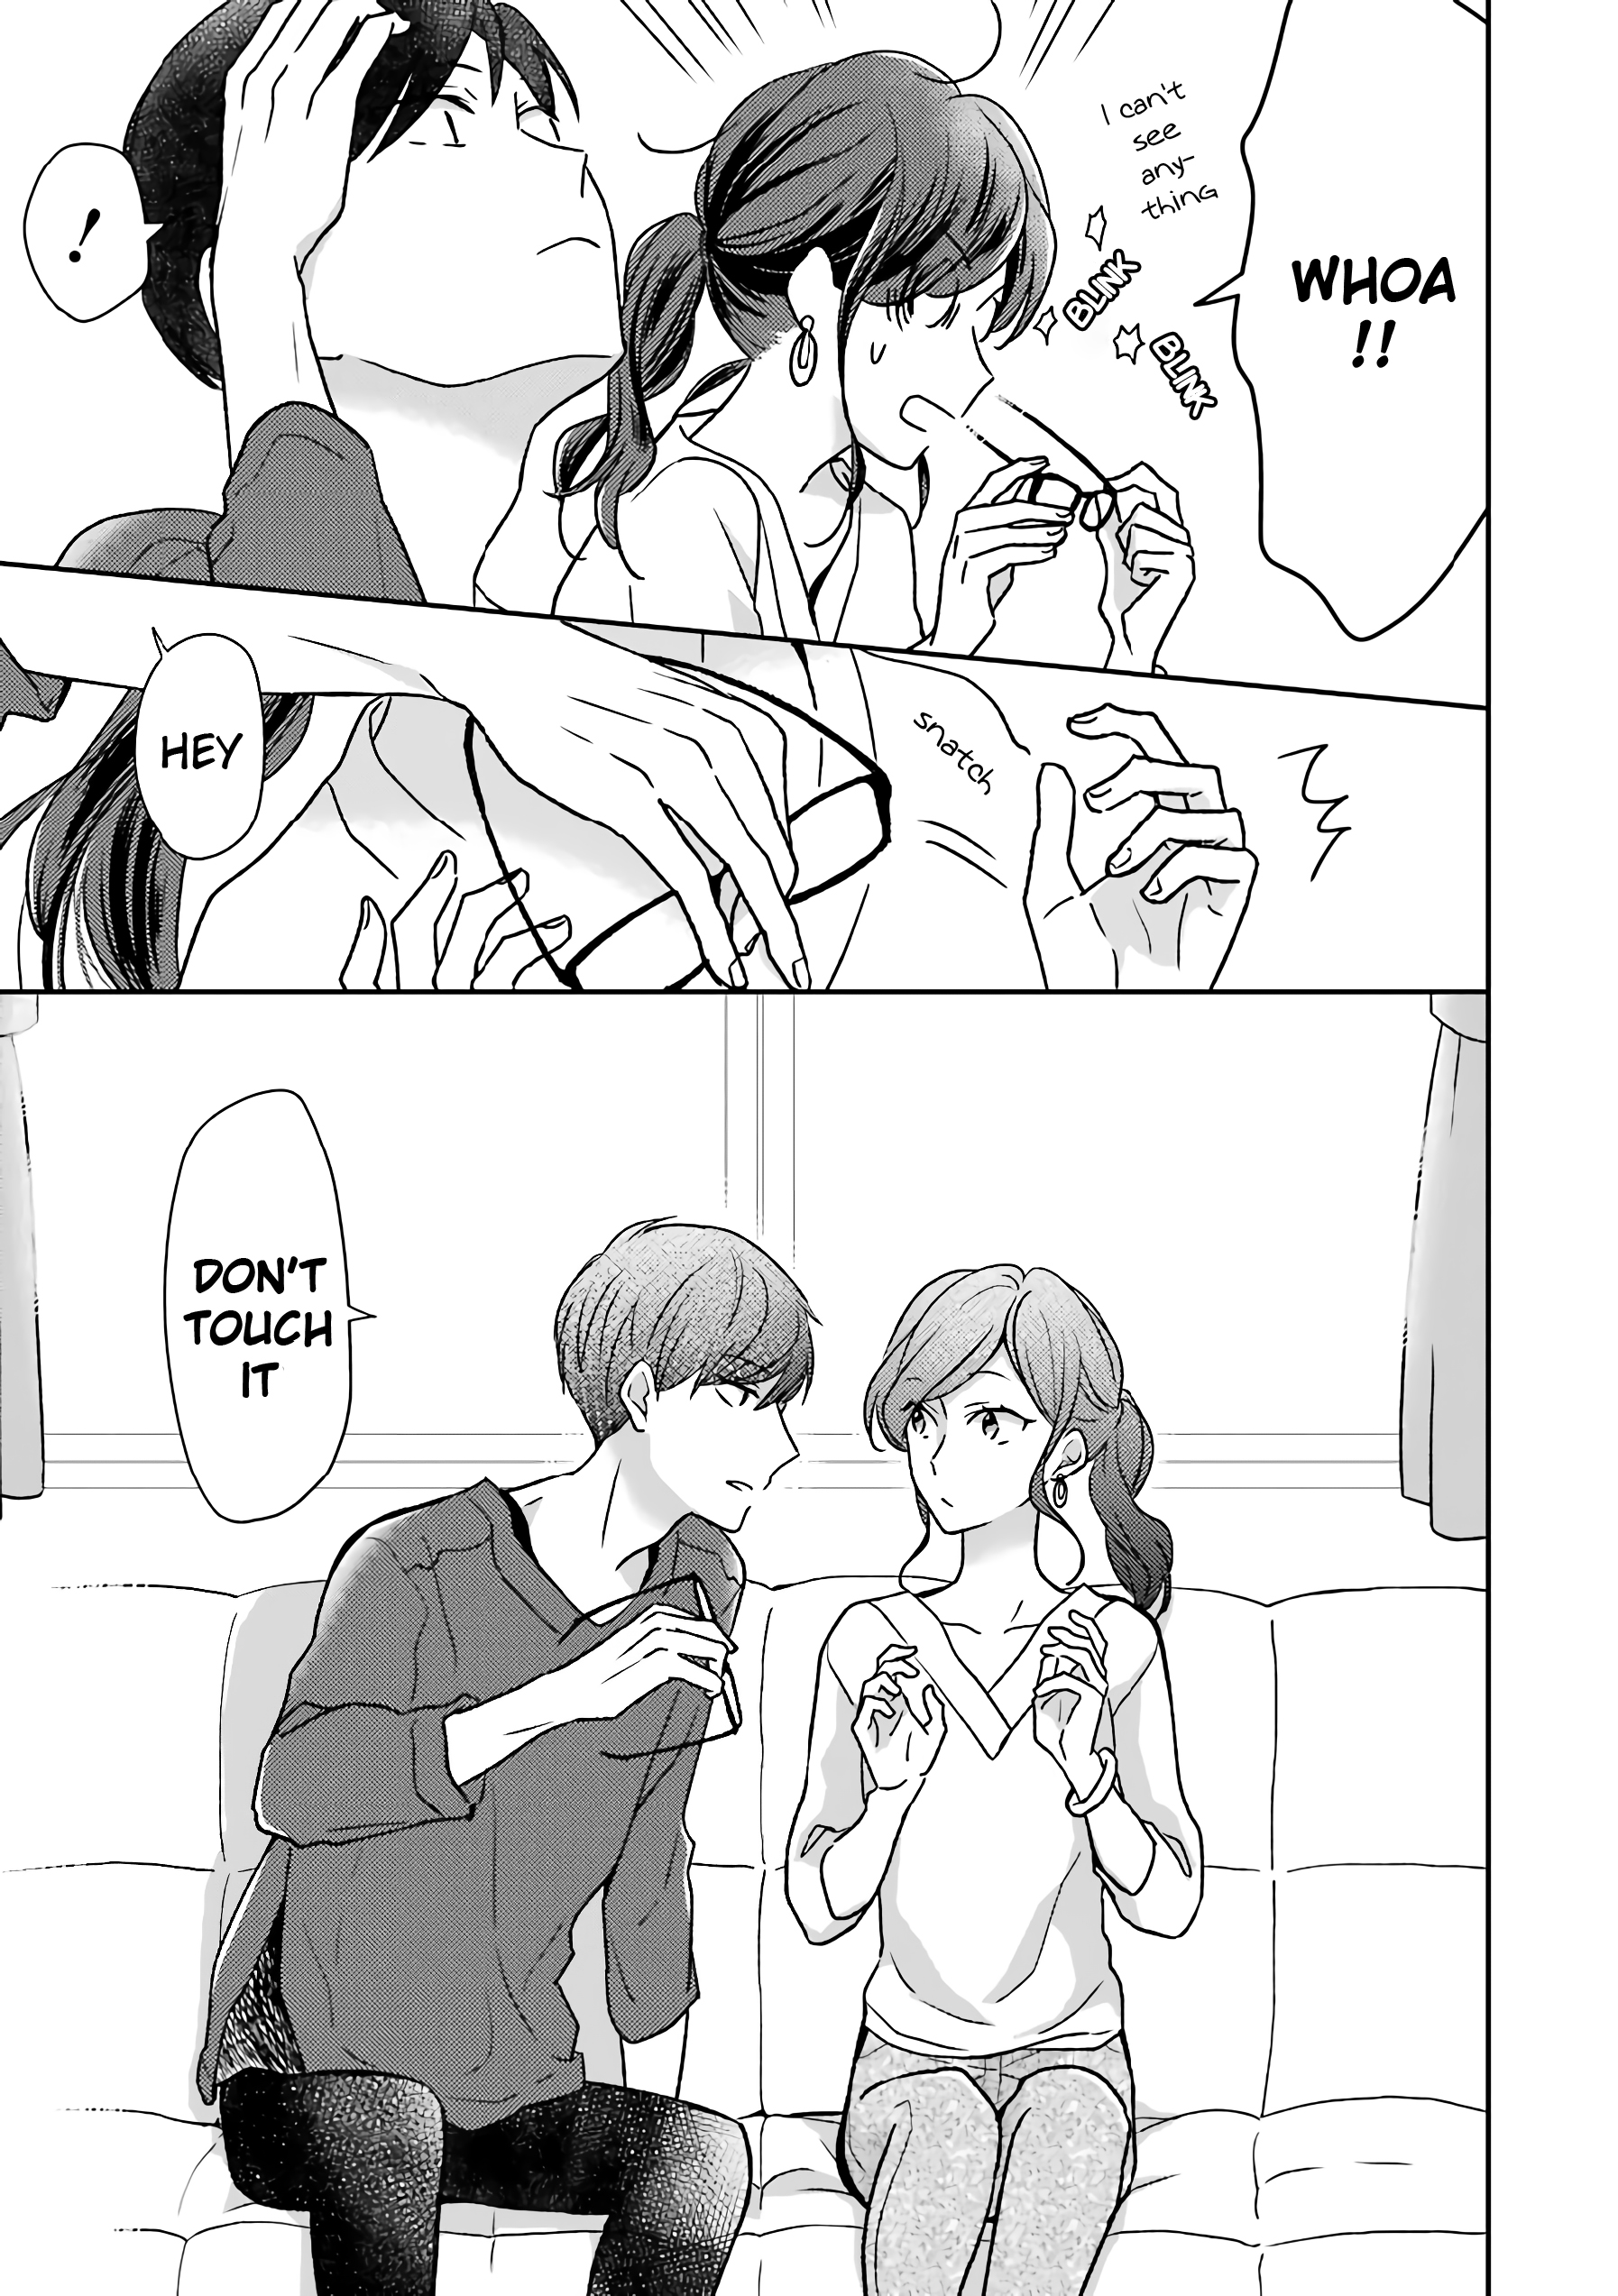 WHOA
!!
I can't
see
any-
thing
BLINK
BLINK
!
snatch
HEY
DON'T
TOUCH
IT